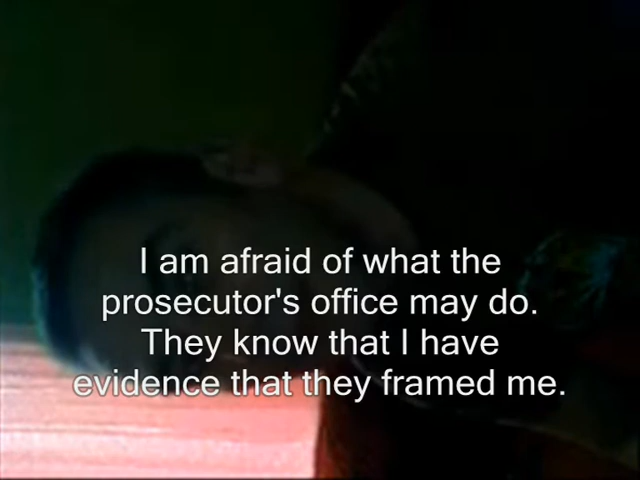 I am afraid of what the
prosecutor's office may do.
They know that I have
evidence that they framed me.